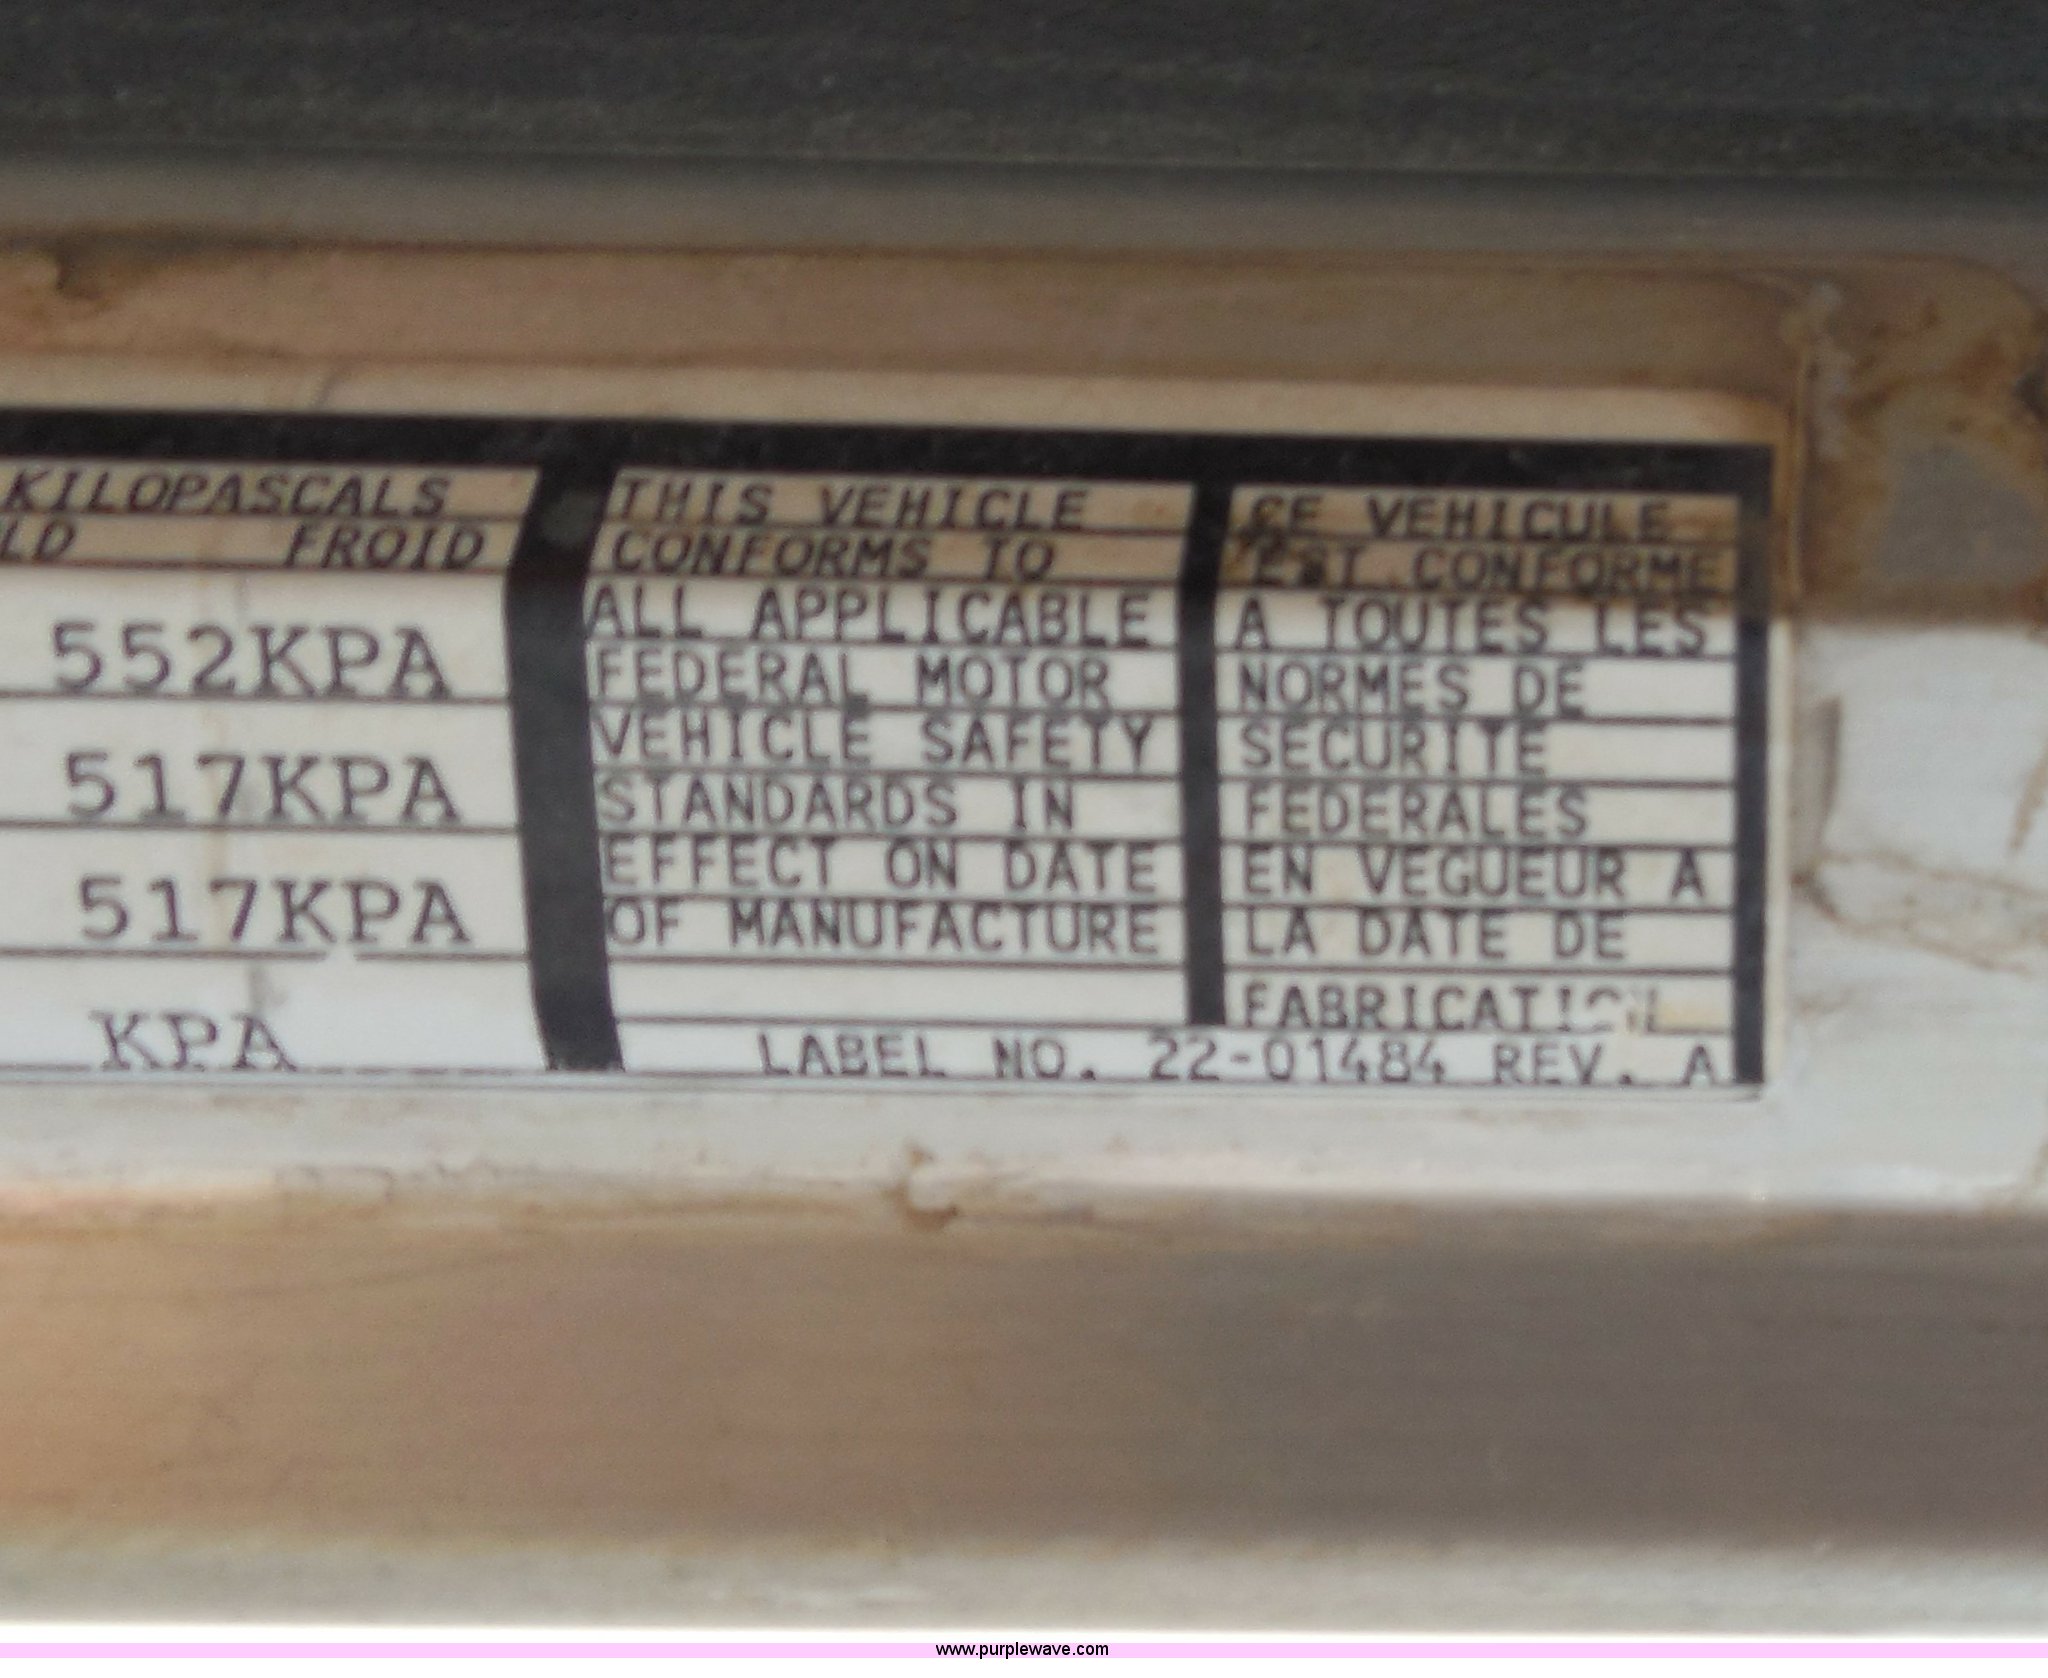 KILOPASCALS
LD FROID
552KPA
517KPA
517KPA
KPA
THIS VEHICLE
CONFORMS TO
ALL APPLICABLE
FEDERAL MOTOR
VEHICLE SAFETY
STANDARDS IN
EFFECT ON DATE
OF MANUFACTURE
CE VEHICULE
EST CONFORME
A TOUTES LES
NORMES DE
SECURITE
FEDERALES
EN VEGUEUR A
LA DATE DE
FABRICATION
LABEL NO. 22-01484 REV. A
www.purplewave.com